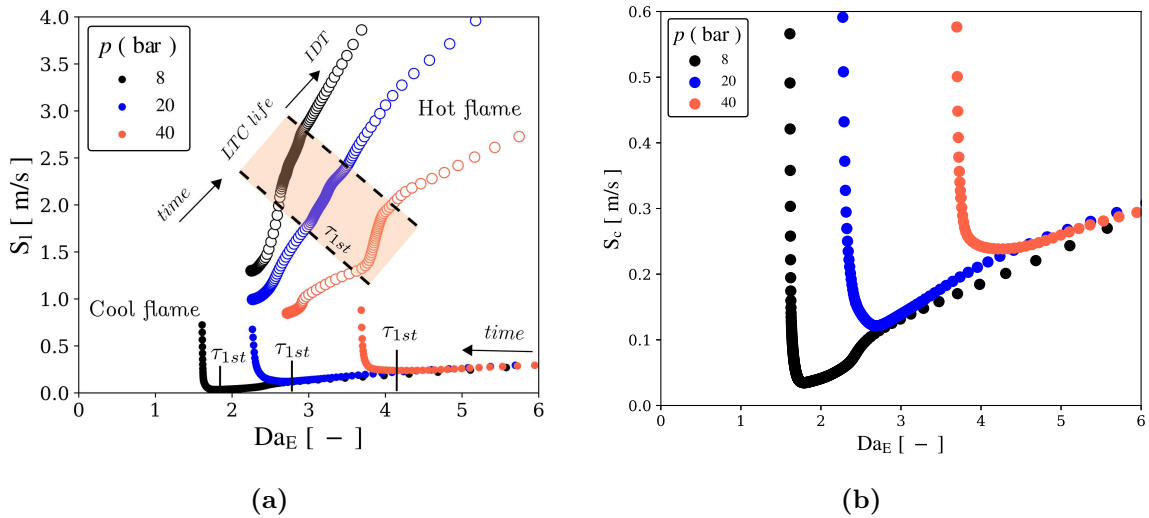 4.0
3.5
3.0
2.5
2.0
1.5
1.0
0.5
0.0
S_l [ m/s ]
p ( bar )
8
20
40
time
LTC life
IDT
Hot flame
τ_1st
Cool flame
τ_1st
τ_1st
τ_1st
time
1 2 3 4 5 6
Da_E [ − ]
(a)
0.6
0.5
0.4
0.3
0.2
0.1
0.0
S_c [ m/s ]
p ( bar )
8
20
40
0 1 2 3 4 5 6
Da_E [ − ]
(b)